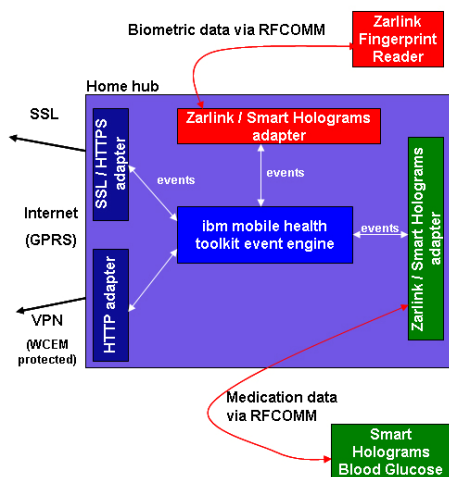 Biometric data via RFCOMM
Zarlink
Fingerprint
Reader
Home hub
SSL
SSL / HTTPS
adapter
Zarlink / Smart Holograms
adapter
events
events
Internet
(GPRS)
ibm mobile health
toolkit event engine
events
Zarlink / Smart Holograms
adapter
HTTP adapter
VPN
(WCEM
protected)
Medication data
via RFCOMM
Smart
Holograms
Blood Glucose